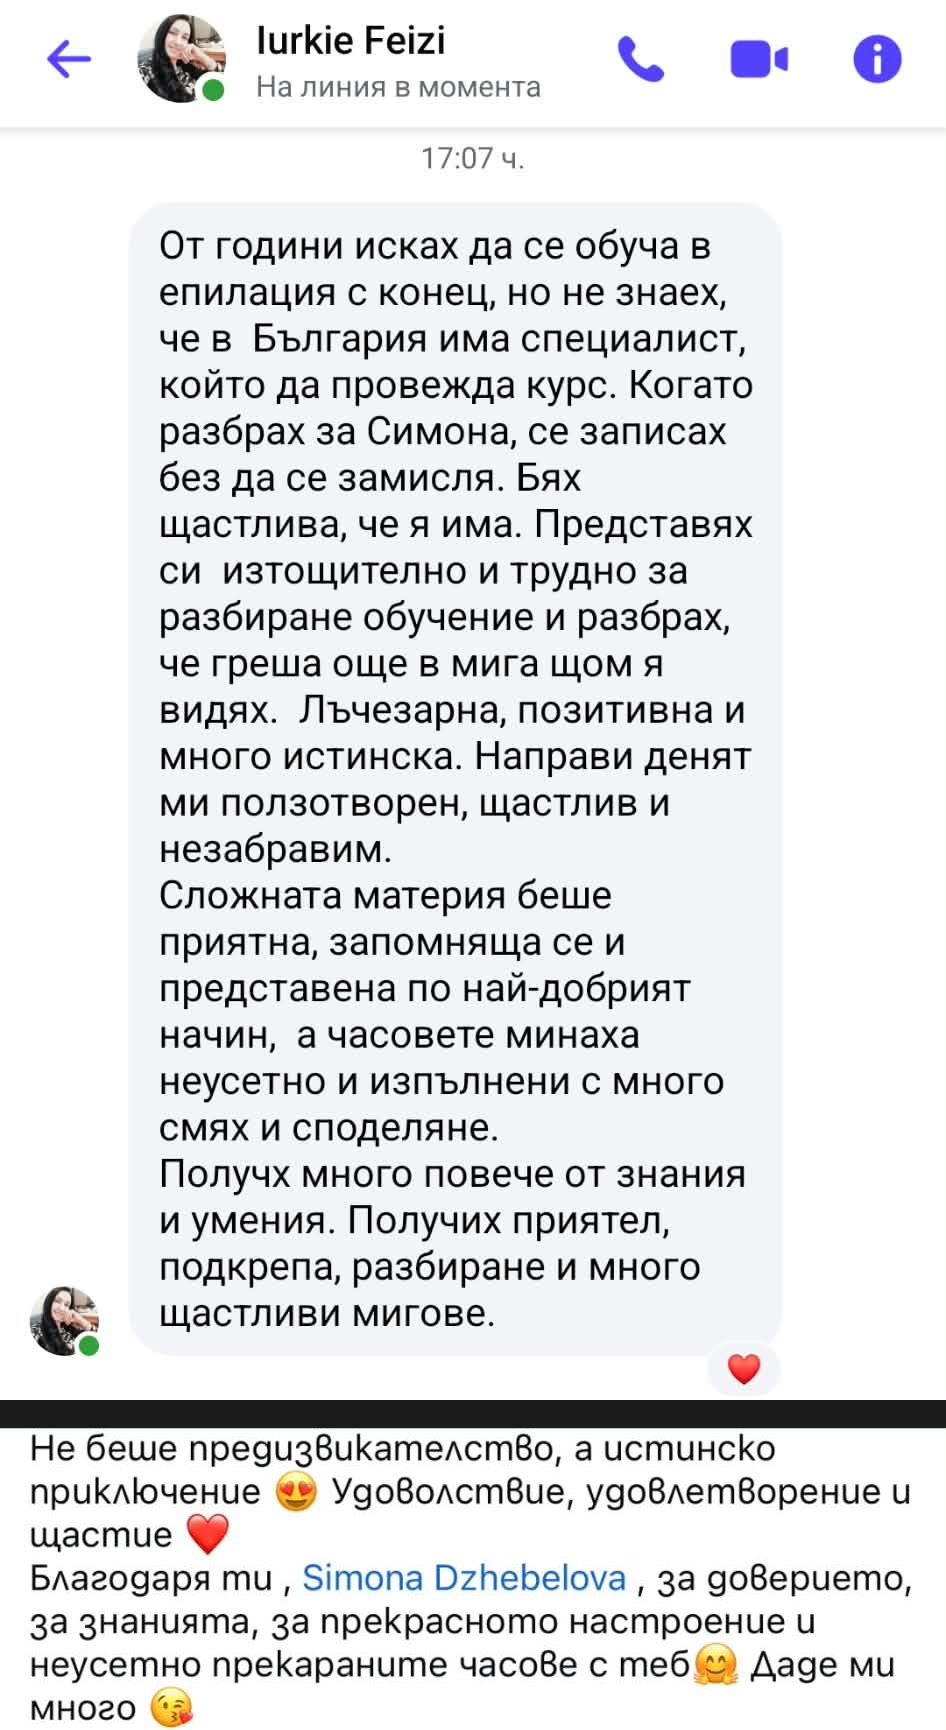 Iurkie Feizi
На линия в момента
17:07 ч.
От години исках да се обуча в
епилация с конец, но не знаех,
че в  България има специалист,
който да провежда курс. Когато
разбрах за Симона, се записах
без да се замисля. Бях
щастлива, че я има. Представях
си  изтощително и трудно за
разбиране обучение и разбрах,
че греша още в мига щом я
видях.  Лъчезарна, позитивна и
много истинска. Направи денят
ми ползотворен, щастлив и
незабравим.
Сложната материя беше
приятна, запомняща се и
представена по най-добрият
начин,  а часовете минаха
неусетно и изпълнени с много
смях и споделяне.
Получх много повече от знания
и умения. Получих приятел,
подкрепа, разбиране и много
щастливи мигове.
Не беше предизвикателство, а истинско
приключение 😍 Удоволствие, удовлетворение и
щастие ❤️
Благодаря ти , Simona Dzhebelova , за доверието,
за знанията, за прекрасното настроение и
неусетно прекараните часове с теб🤗 Даде ми
много 😘